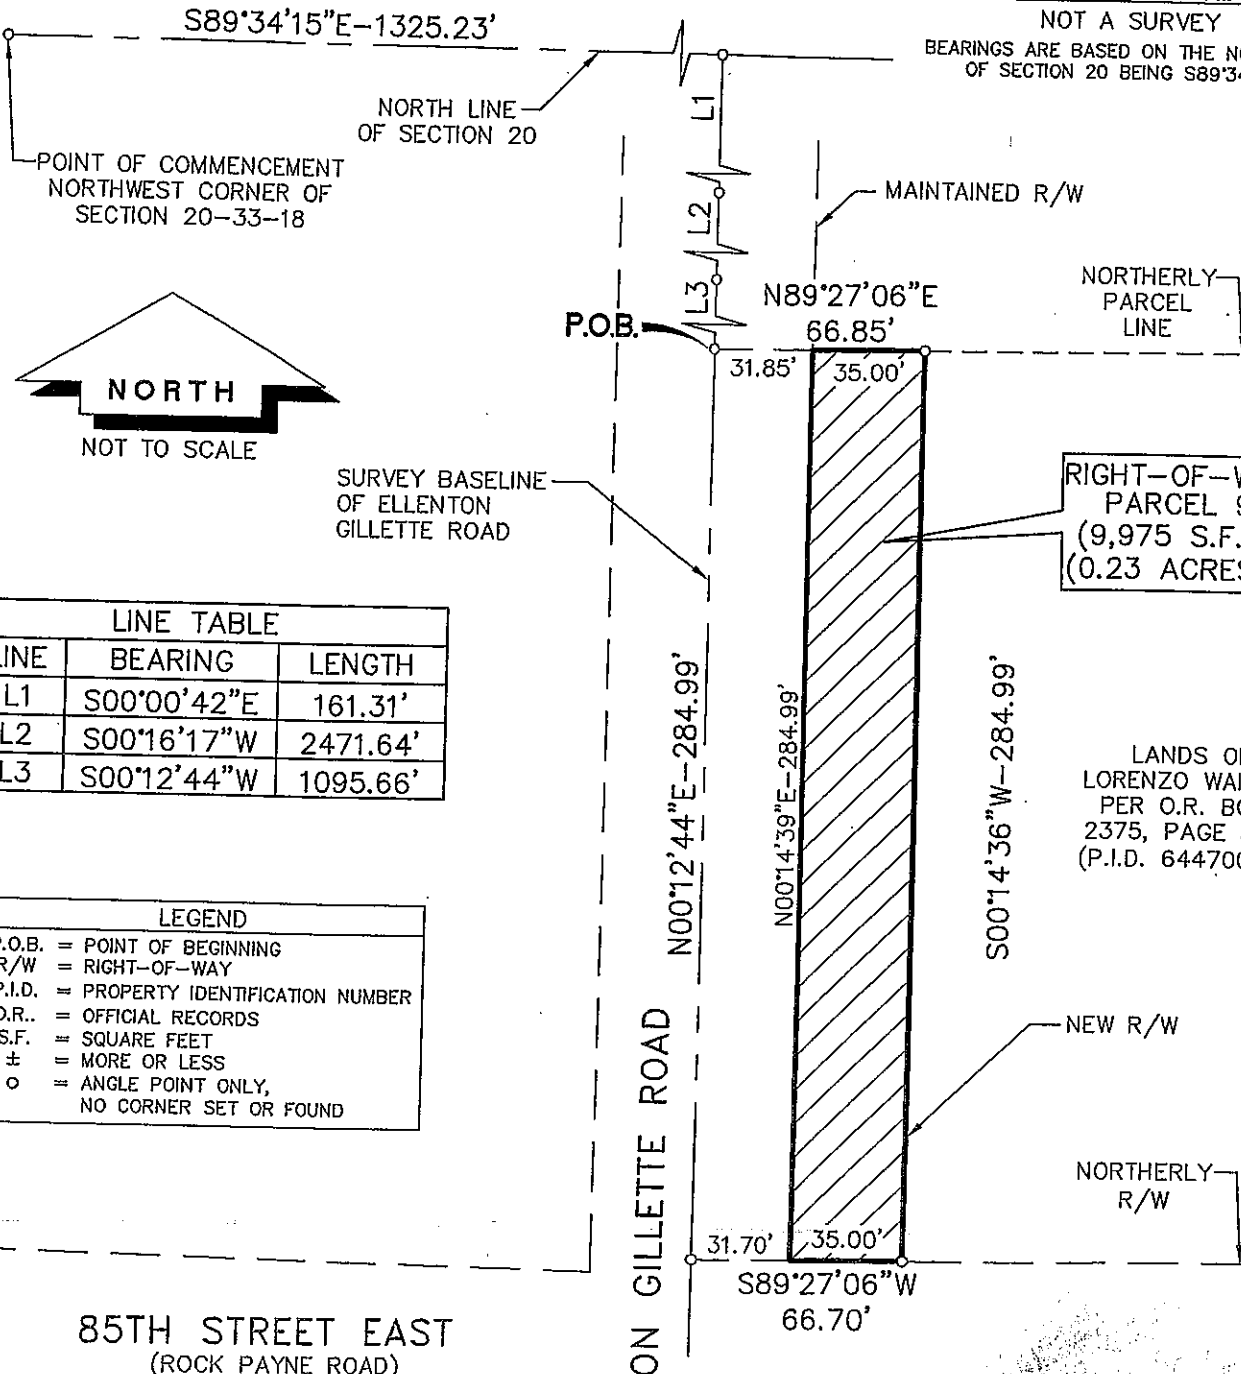 S89°34'15"E-1325.23'
NOT A SURVEY
BEARINGS ARE BASED ON THE
OF SECTION 20 BEING
NORTH LINE
OF SECTION 20
L1
POINT OF COMMENCEMENT
NORTHWEST CORNER OF
SECTION 20-33-18
MAINTAINED R/W
L2
L3
N89°27'06"E
66.85'
NORTHERLY
PARCEL
LINE
P.O.B.
31.85'
35.00'
NORTH
NOT TO SCALE
SURVEY BASELINE
OF ELLENTON
GILLETTE ROAD
RIGHT-OF-
PARCEL
(9,975 S.F.
(0.23 ACRES
LINE TABLE
BEARING LENGTH
L1 S00°00'42"E 161.31'
L2 S00°16'17"W 2471.64'
L3 S00°12'44"W 1095.66'
N00°12'44"E-284.99'
N00°14'39"E-284.99'
S00°14'36"W-284.99'
LANDS
LORENZO
PER O.R.
2375, PAGE
(P.I.D.
LEGEND
P.O.B. = POINT OF BEGINNING
R/W = RIGHT-OF-WAY
P.I.D. = PROPERTY IDENTIFICATION NUMBER
O.R.. = OFFICIAL RECORDS
S.F. = SQUARE FEET
± = MORE OR LESS
o = ANGLE POINT ONLY,
NO CORNER SET OR FOUND
NEW R/W
GILLETTE ROAD
NORTHERLY
R/W
31.70'
35.00'
S89°27'06"W
66.70'
85TH STREET EAST
(ROCK PAYNE ROAD)